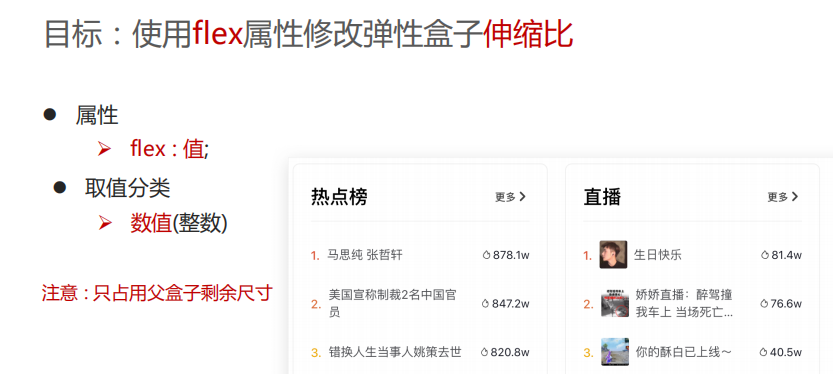 目标：使用flex属性修改弹性盒子伸缩比
● 属性
➢ flex : 值;
● 取值分类
➢ 数值(整数)
注意 : 只占用父盒子剩余尺寸
热点榜 更多 >
1. 马思纯 张哲轩 878.1w
2. 美国宣称制裁2名中国官
员 847.2w
3. 错换人生当事人姚策去世 820.8w
直播 更多 >
1. 生日快乐 81.4w
2. 娇娇直播：醉驾撞
我车上 当场死亡... 76.6w
3. 你的酥白已上线～ 40.5w